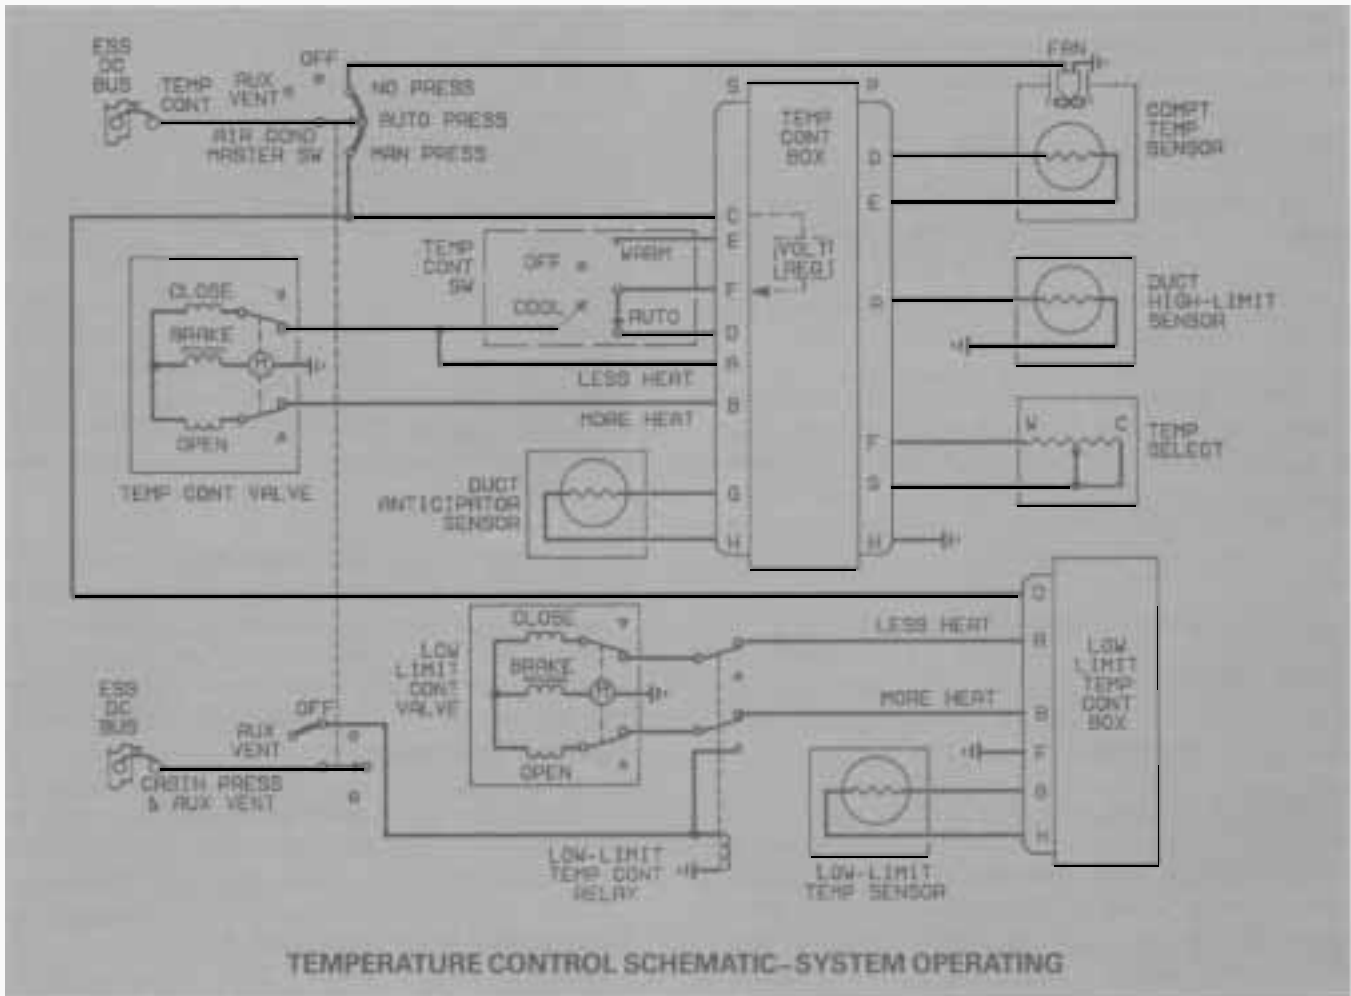 ESS
DC
BUS
TEMP
CONT
AUX
VENT
OFF
NO PRESS
AUTO PRESS
MAN PRESS
AIR COND
MASTER SW
FAN
COMPT
TEMP
SENSOR
S
TEMP
CONT
BOX
D
E
C
E
F
D
A
B
G
H
VOLT
REG
TEMP
CONT
SW
OFF
WARM
COOL
AUTO
LESS HEAT
MORE HEAT
CLOSE
BRAKE
M
OPEN
TEMP CONT VALVE
DUCT
HIGH-LIMIT
SENSOR
W
C
TEMP
SELECT
F
H
DUCT
ANTICIPATOR
SENSOR
LOW
LIMIT
CONT
VALVE
CLOSE
BRAKE
M
OPEN
LESS HEAT
MORE HEAT
D
A
B
F
G
H
LOW
LIMIT
TEMP
CONT
BOX
ESS
DC
BUS
OFF
AUX
VENT
CABIN PRESS
& AUX VENT
LOW-LIMIT
TEMP CONT
RELAY
LOW-LIMIT
TEMP SENSOR
TEMPERATURE CONTROL SCHEMATIC–SYSTEM OPERATING